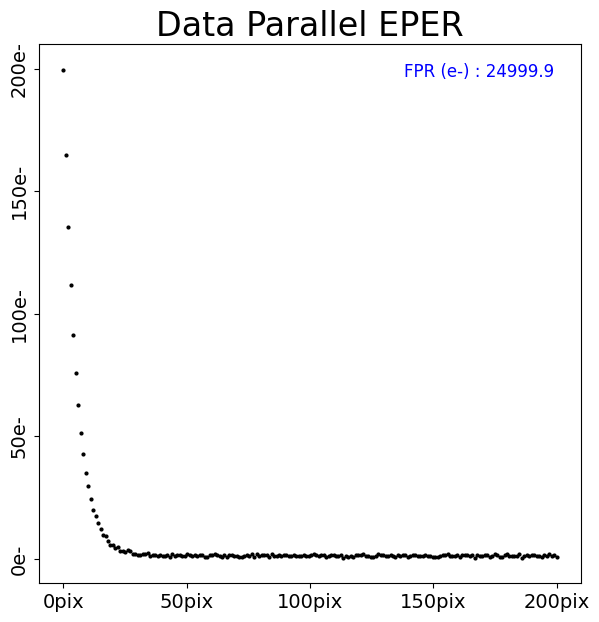 Data Parallel EPER
FPR (e-) : 24999.9
200e-
150e-
100e-
50e-
0e-
0pix
50pix
100pix
150pix
200pix